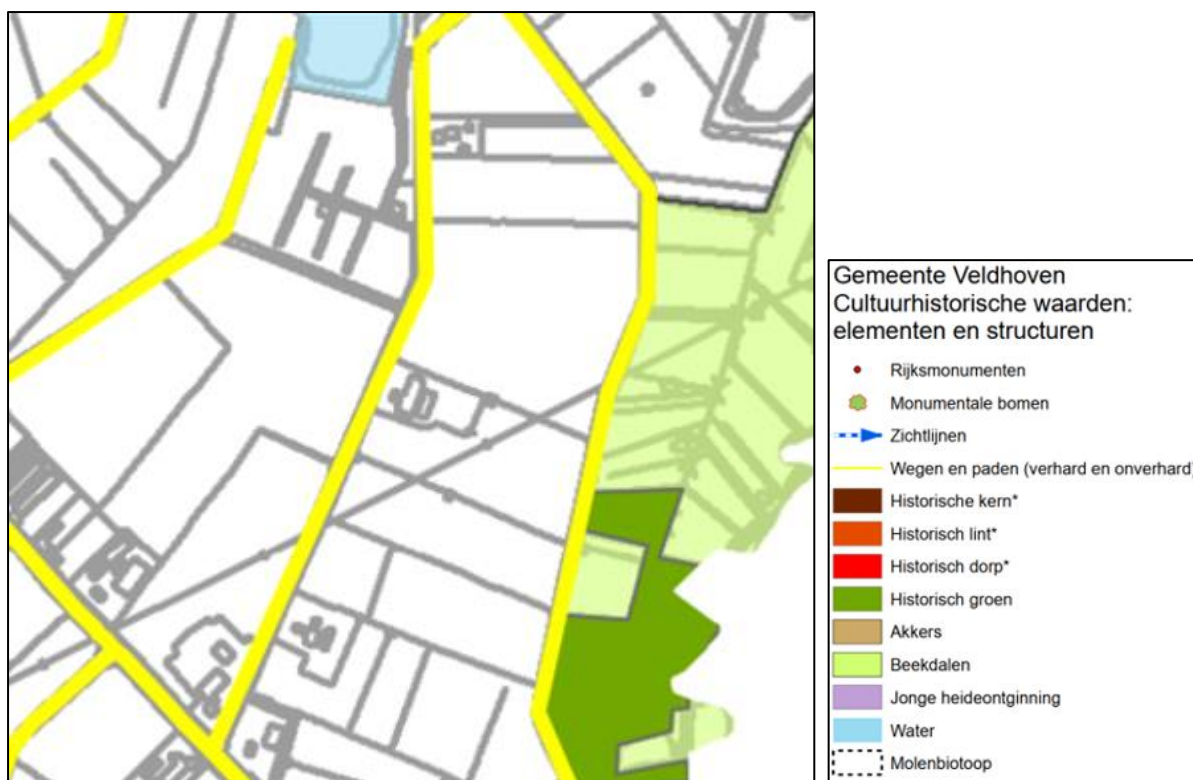 Gemeente Veldhoven
Cultuurhistorische waarden:
elementen en structuren
Rijksmonumenten
Monumentale bomen
Zichtlijnen
Wegen en paden (verhard en onverhard)
Historische kern*
Historisch lint*
Historisch dorp*
Historisch groen
Akkers
Beekdalen
Jonge heideontginning
Water
Molenbiotoop